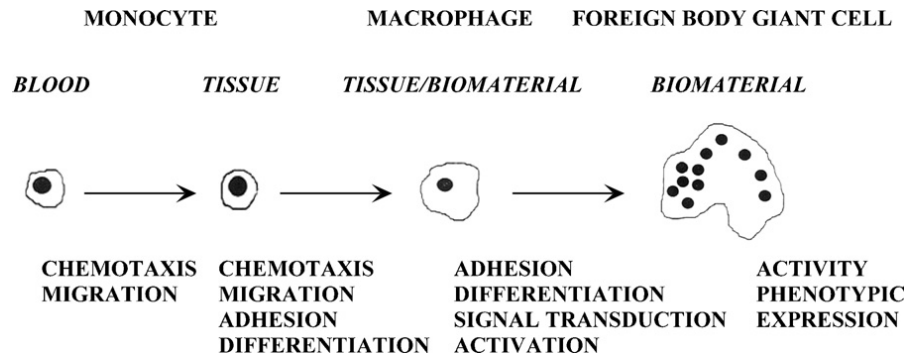 MONOCYTE MACROPHAGE FOREIGN BODY GIANT CELL
BLOOD TISSUE TISSUE/BIOMATERIAL BIOMATERIAL
CHEMOTAXIS CHEMOTAXIS ADHESION ACTIVITY
MIGRATION MIGRATION DIFFERENTIATION PHENOTYPIC
ADHESION SIGNAL TRANSDUCTION EXPRESSION
DIFFERENTIATION ACTIVATION